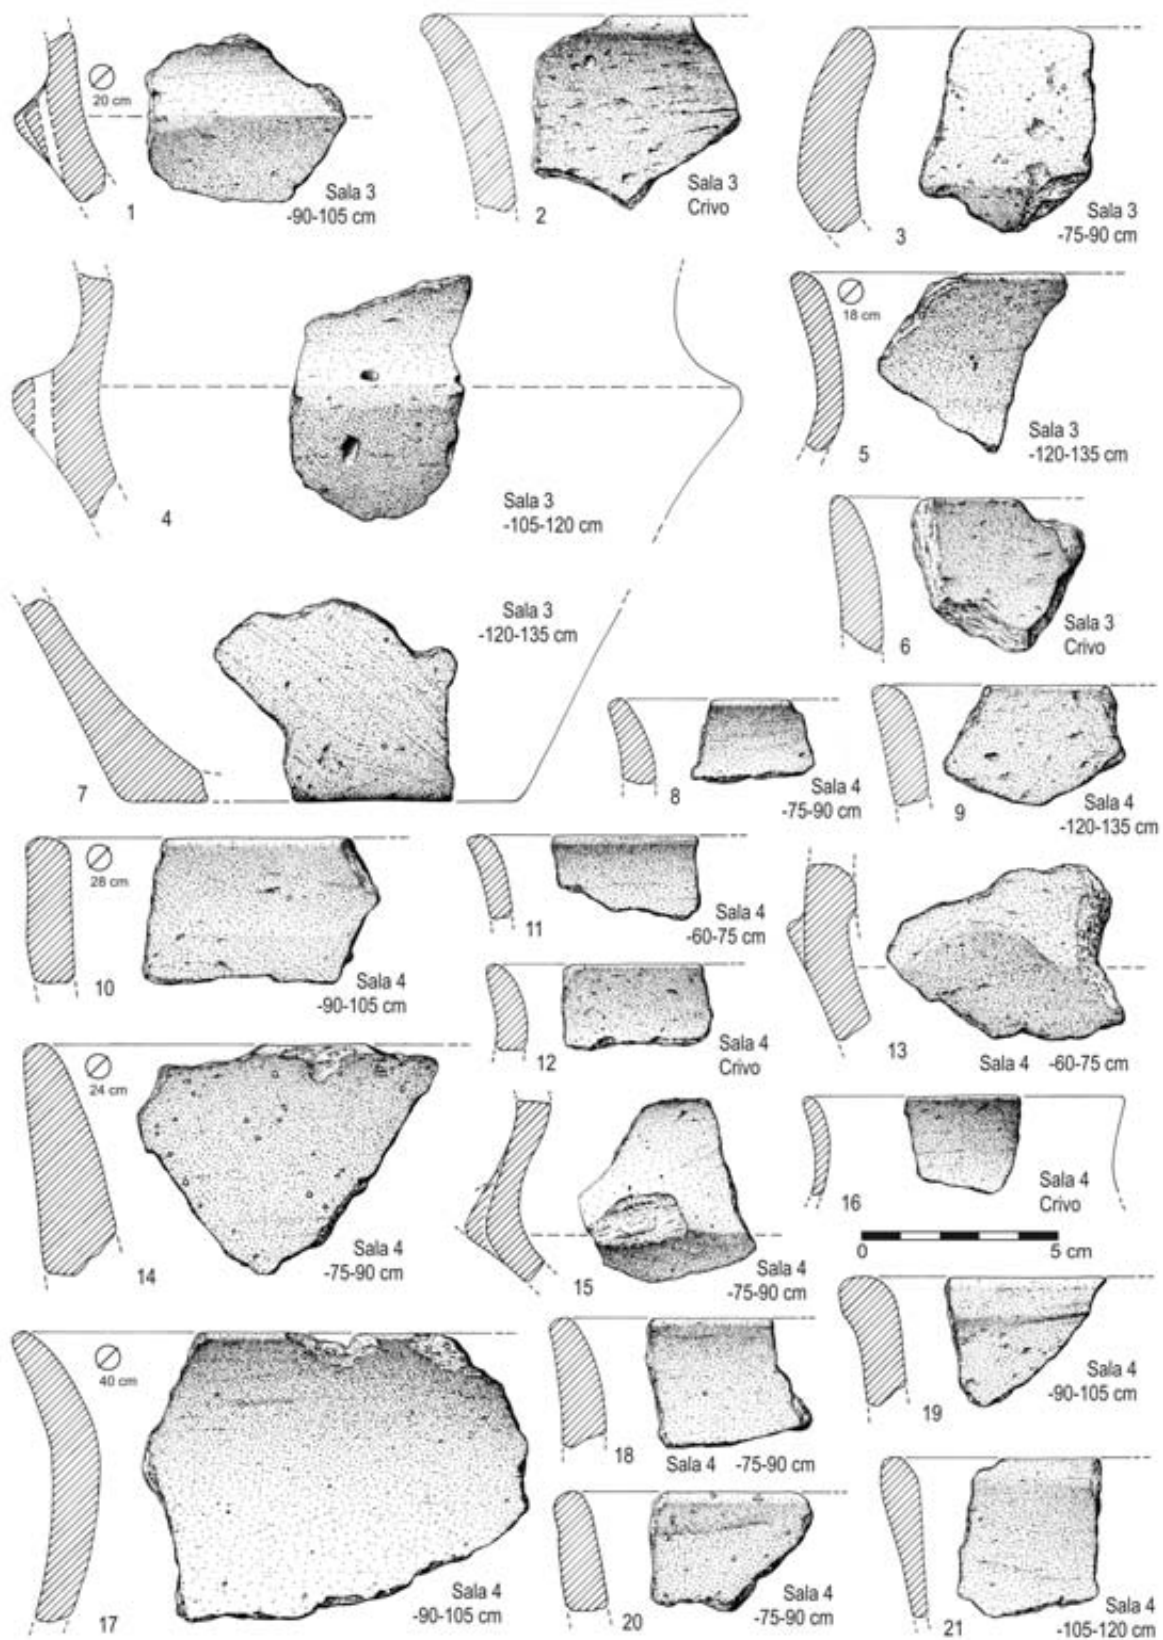 20 cm
Sala 3
-90-105 cm
1
Sala 3
Crivo
2
Sala 3
-75-90 cm
3
Sala 3
-105-120 cm
4
18 cm
Sala 3
-120-135 cm
5
Sala 3
Crivo
6
Sala 3
-120-135 cm
7
Sala 4
-75-90 cm
8
Sala 4
-120-135 cm
9
28 cm
Sala 4
-90-105 cm
10
Sala 4
-60-75 cm
11
Sala 4
Crivo
12
Sala 4 -60-75 cm
13
24 cm
Sala 4
-75-90 cm
14
Sala 4
-75-90 cm
15
Sala 4
Crivo
16
0 5 cm
40 cm
Sala 4
-90-105 cm
17
18
Sala 4 -75-90 cm
Sala 4
-90-105 cm
19
Sala 4
-75-90 cm
20
Sala 4
-105-120 cm
21